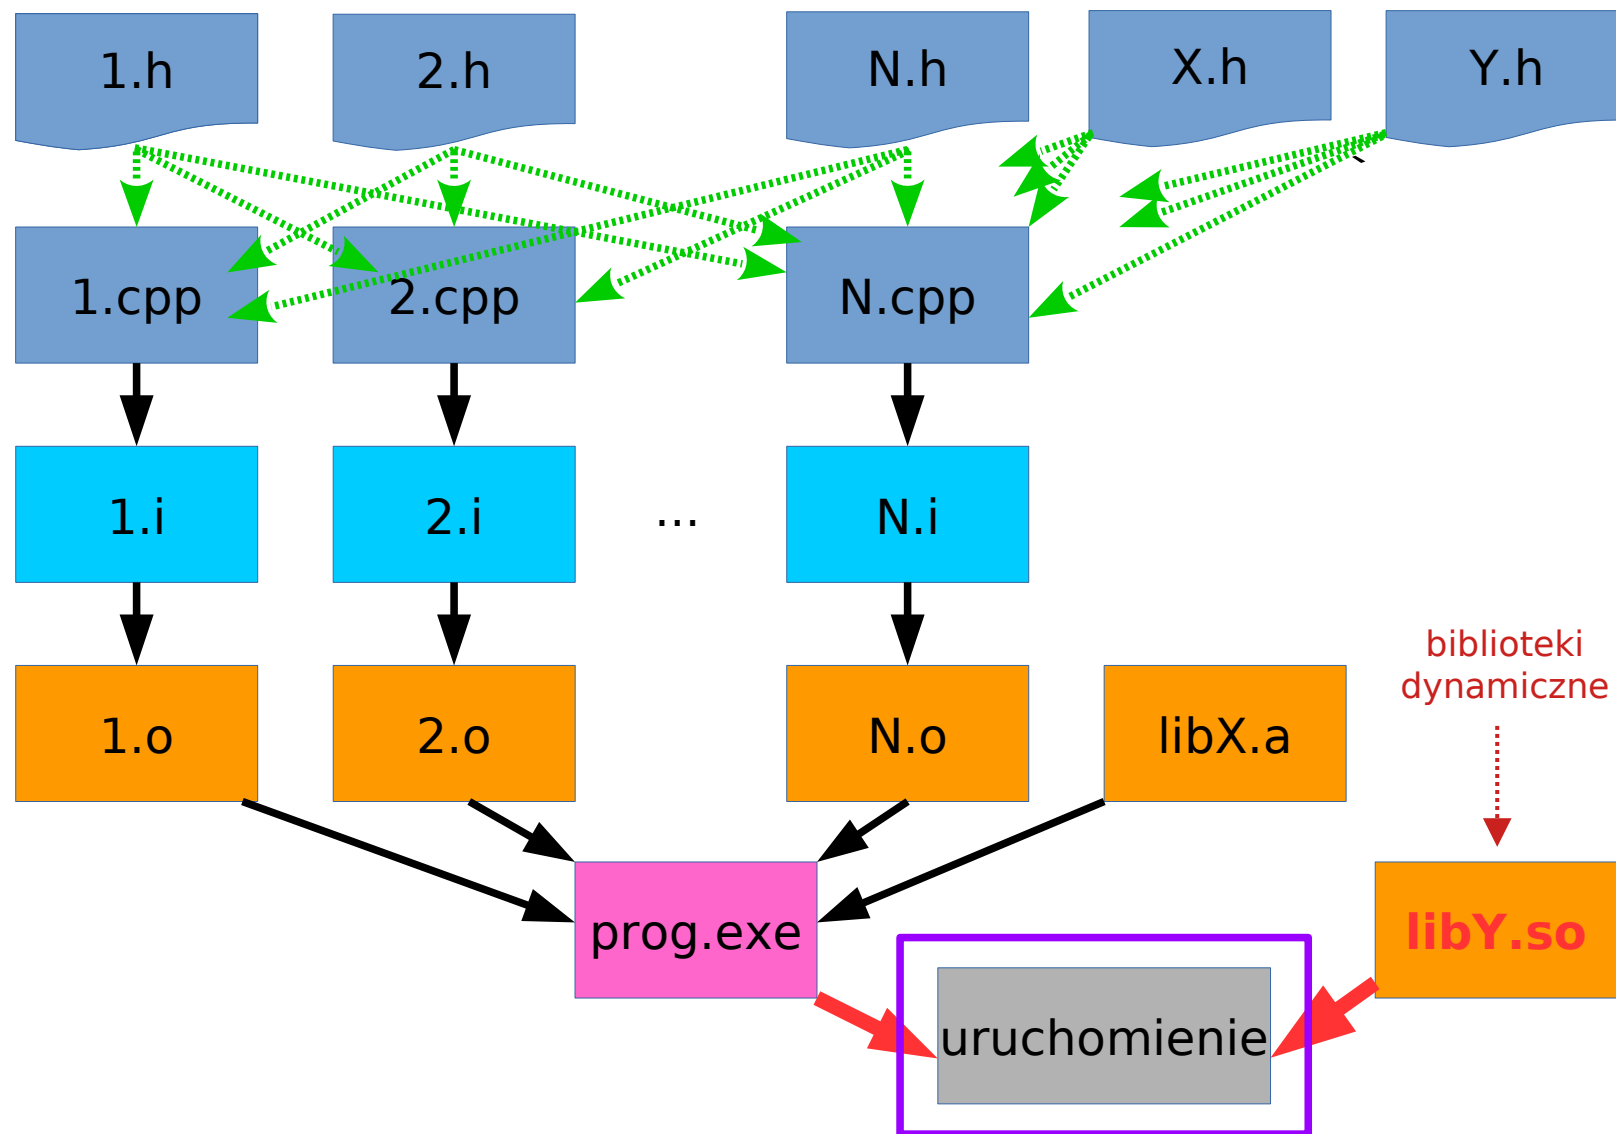 1.h
2.h
N.h
X.h
Y.h
1.cpp
2.cpp
N.cpp
1.i
2.i
...
N.i
biblioteki
dynamiczne
1.o
2.o
N.o
libX.a
prog.exe
libY.so
uruchomienie